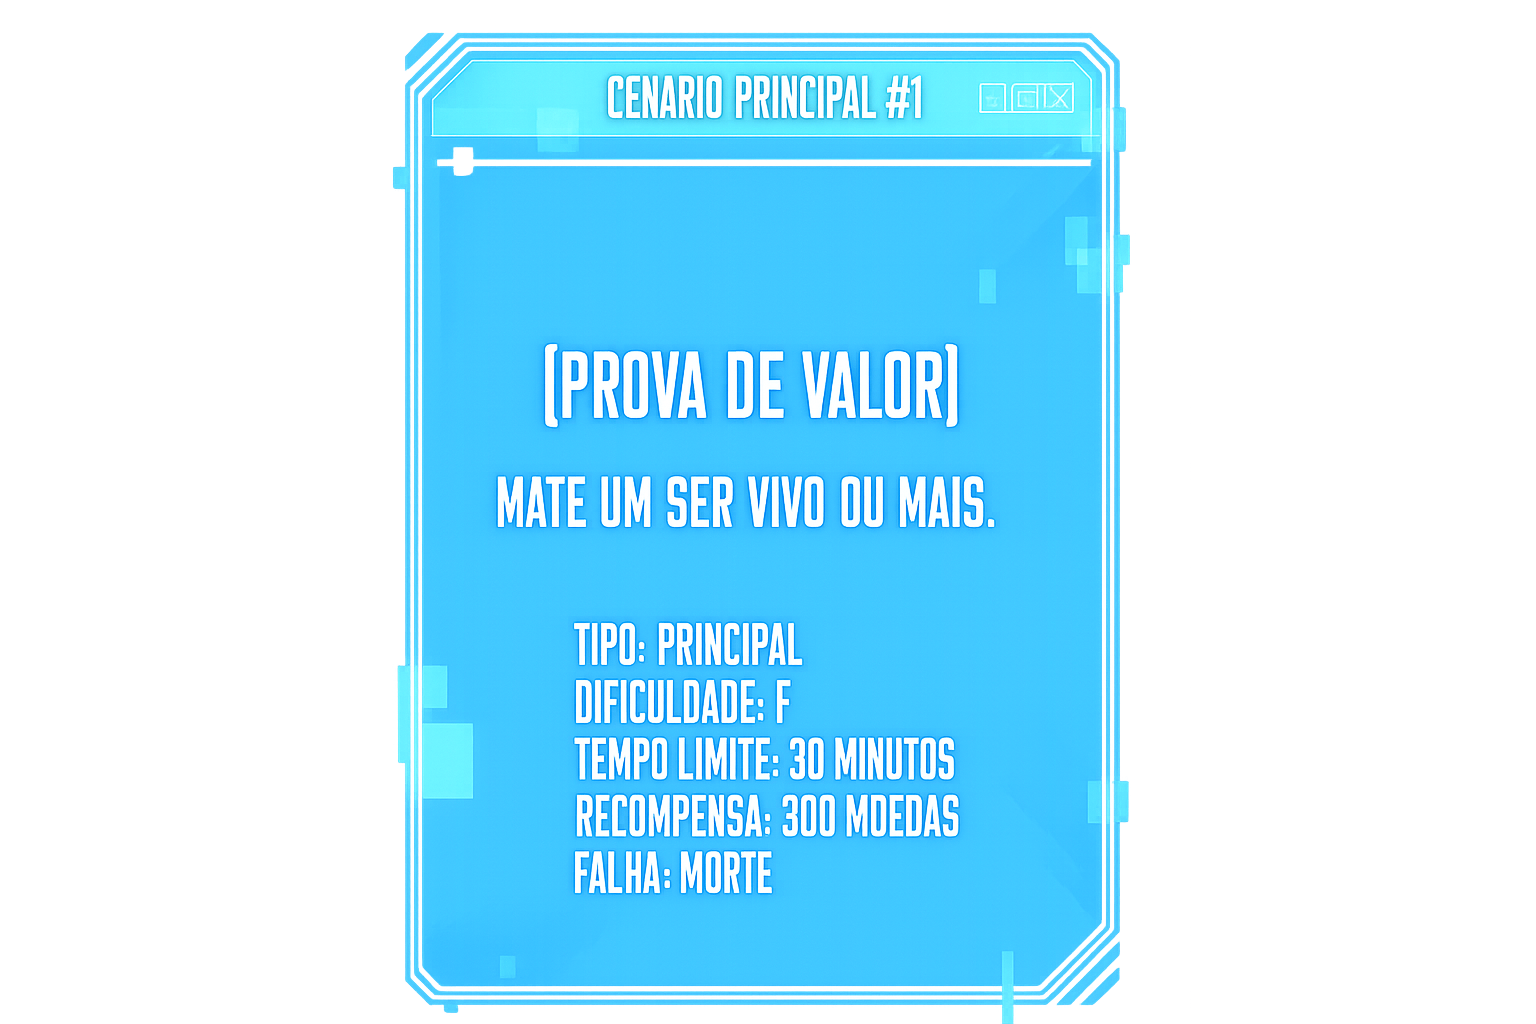 CENARIO PRINCIPAL #1
[PROVA DE VALOR]
MATE UM SER VIVO OU MAIS.
TIPO: PRINCIPAL
DIFICULDADE: F
TEMPO LIMITE: 30 MINUTOS
RECOMPENSA: 300 MOEDAS
FALHA: MORTE